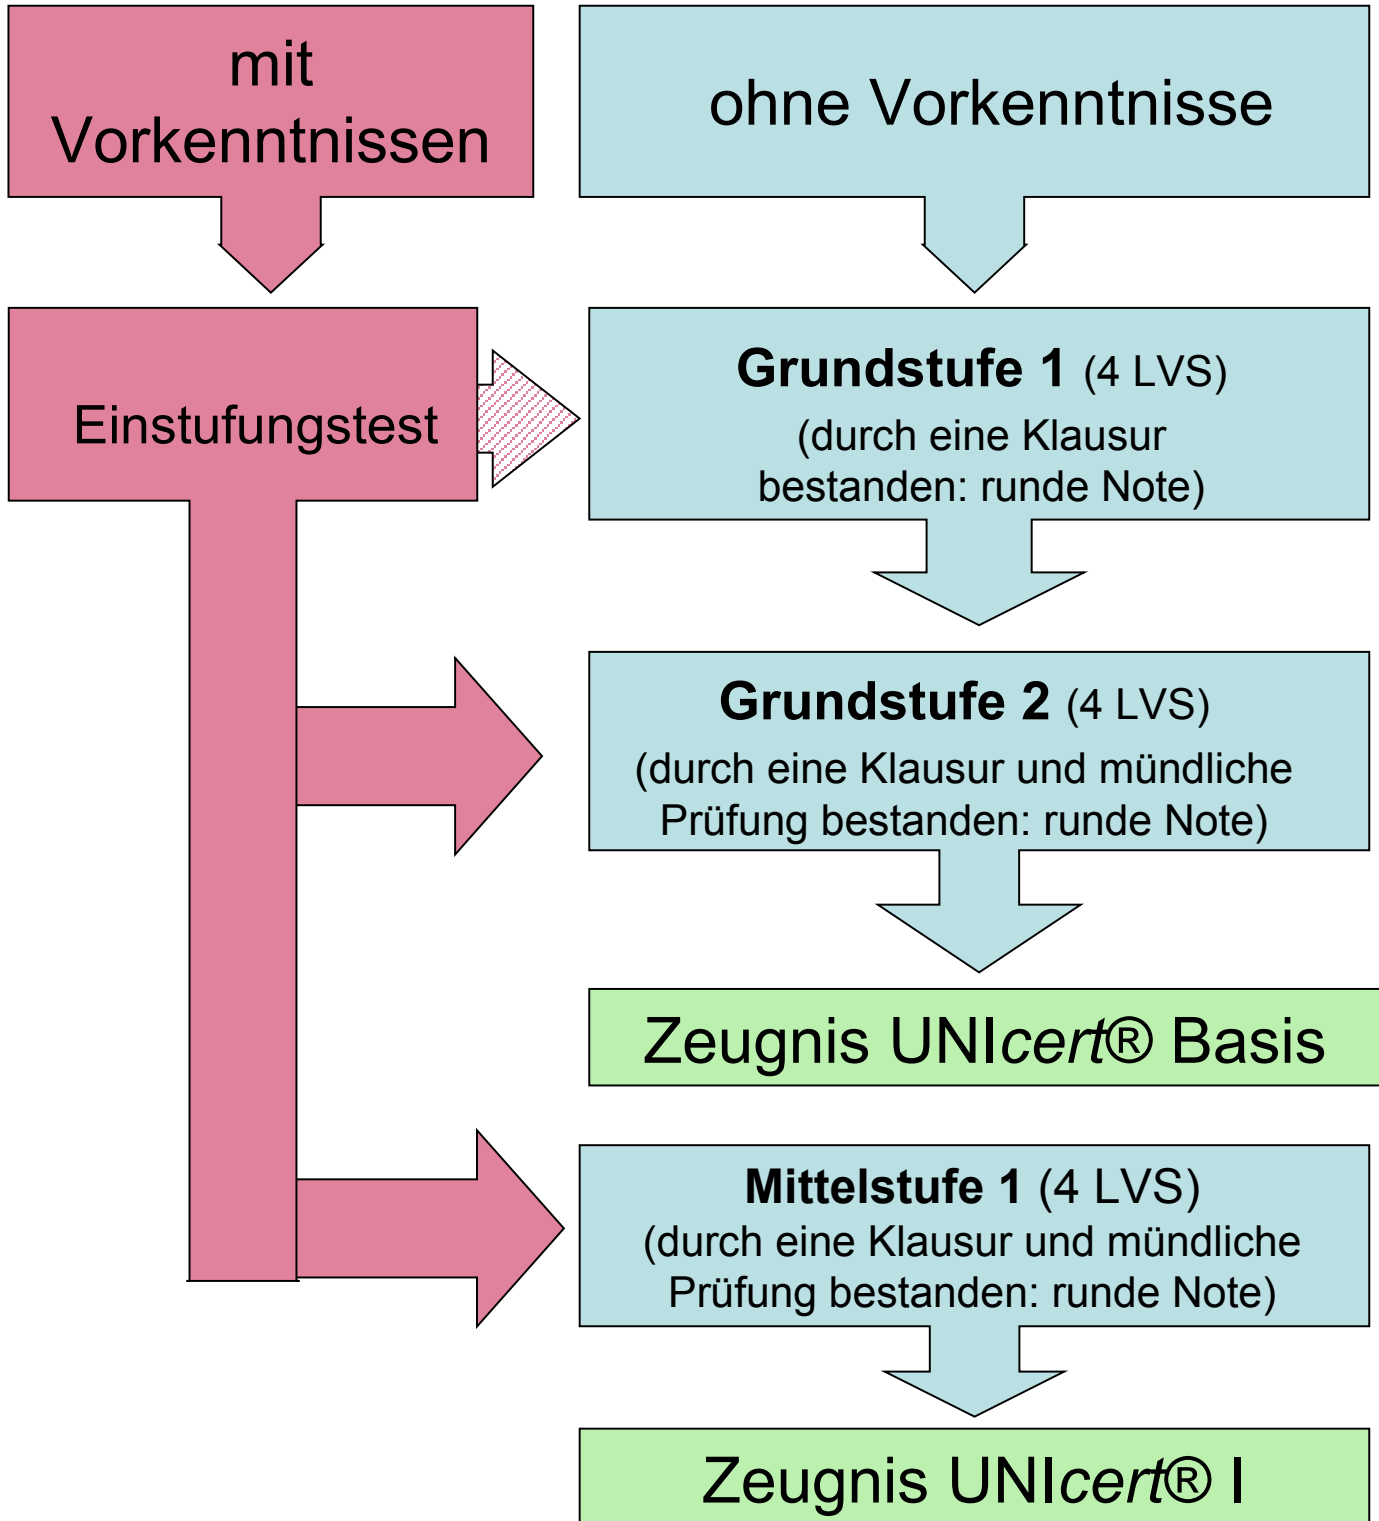 mit
Vorkenntnissen
ohne Vorkenntnisse
Einstufungstest
Grundstufe 1 (4 LVS)
(durch eine Klausur
bestanden: runde Note)
Grundstufe 2 (4 LVS)
(durch eine Klausur und mündliche
Prüfung bestanden: runde Note)
Zeugnis UNIcert® Basis
Mittelstufe 1 (4 LVS)
(durch eine Klausur und mündliche
Prüfung bestanden: runde Note)
Zeugnis UNIcert® I